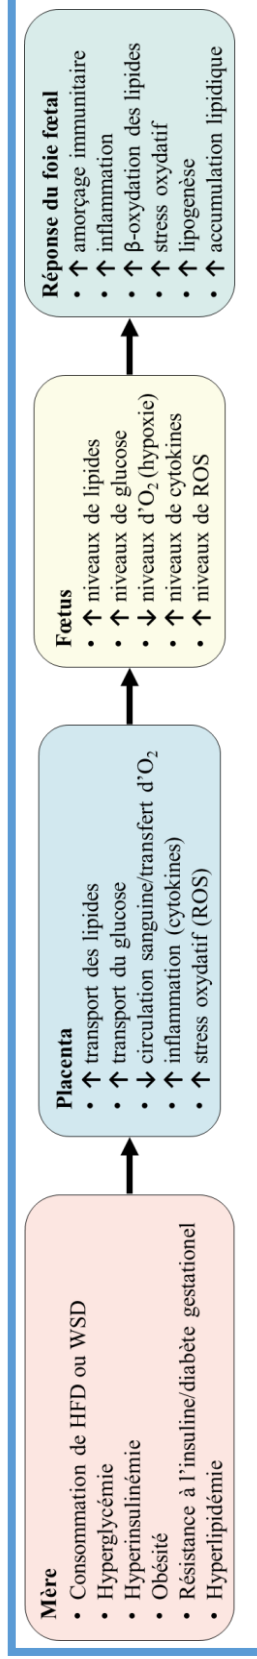 Mère
• Consommation de HFD ou WSD
• Hyperglycémie
• Hyperinsulinémie
• Obésité
• Résistance à l'insuline/diabète gestationel
• Hyperlipidémie
Placenta
• ↑ transport des lipides
• ↑ transport du glucose
• ↓ circulation sanguine/transfert d'O₂
• ↑ inflammation (cytokines)
• ↑ stress oxydatif (ROS)
Fœtus
• ↑ niveaux de lipides
• ↑ niveaux de glucose
• ↓ niveaux d'O₂ (hypoxie)
• ↑ niveaux de cytokines
• ↑ niveaux de ROS
Réponse du foie fœtal
• ↑ amorçage immunitaire
• ↑ inflammation
• ↑ β-oxydation des lipides
• ↑ stress oxydatif
• ↑ lipogenèse
• ↑ accumulation lipidique